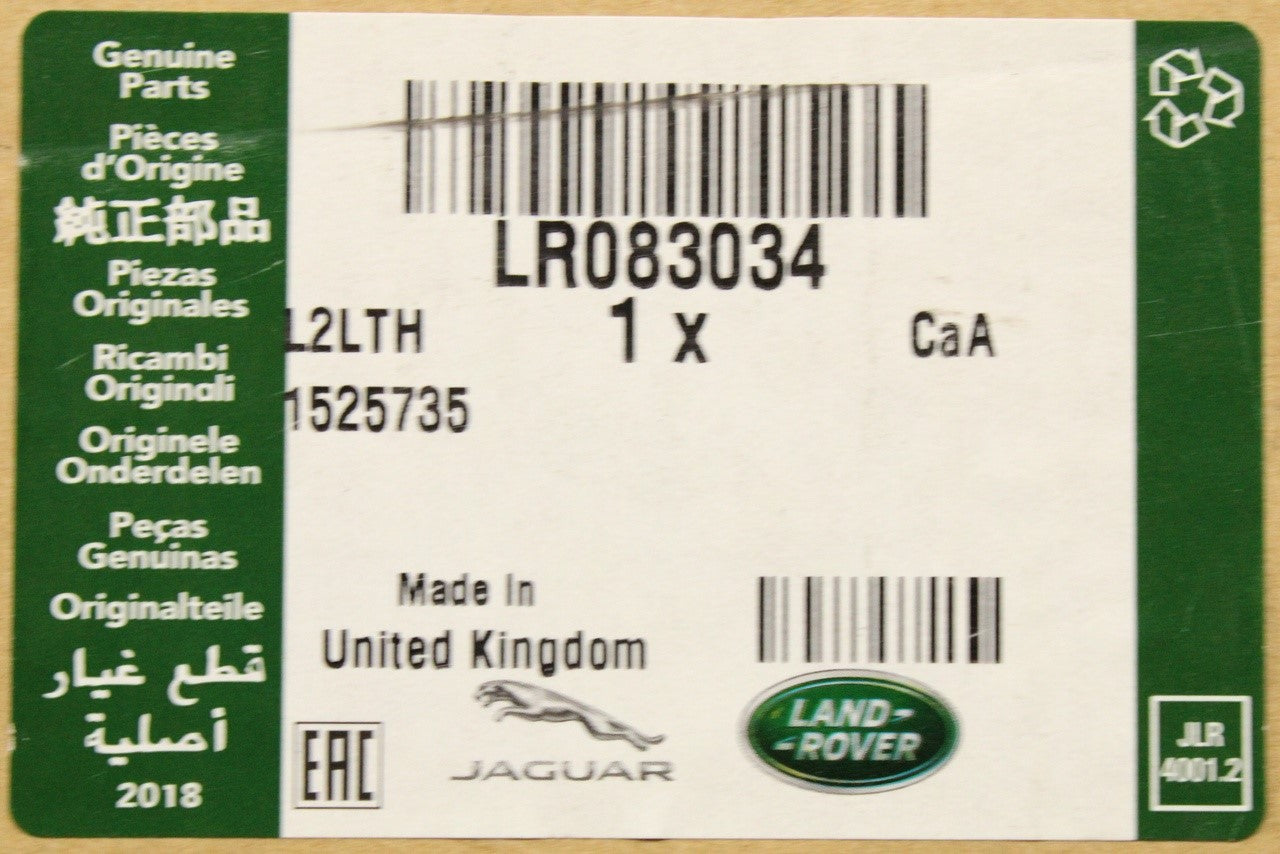 Genuine
Parts
Pièces
d'Origine
純正部品
Piezas
Originales
Ricambi
Originali
Originele
Onderdelen
Peças
Genuinas
Originalteile
قطع غيار
أصلية
2018
LR083034
L2LTH
1 x
CaA
1525735
Made In
United Kingdom
EAC
JAGUAR
LAND-
-ROVER
JLR
4001.2